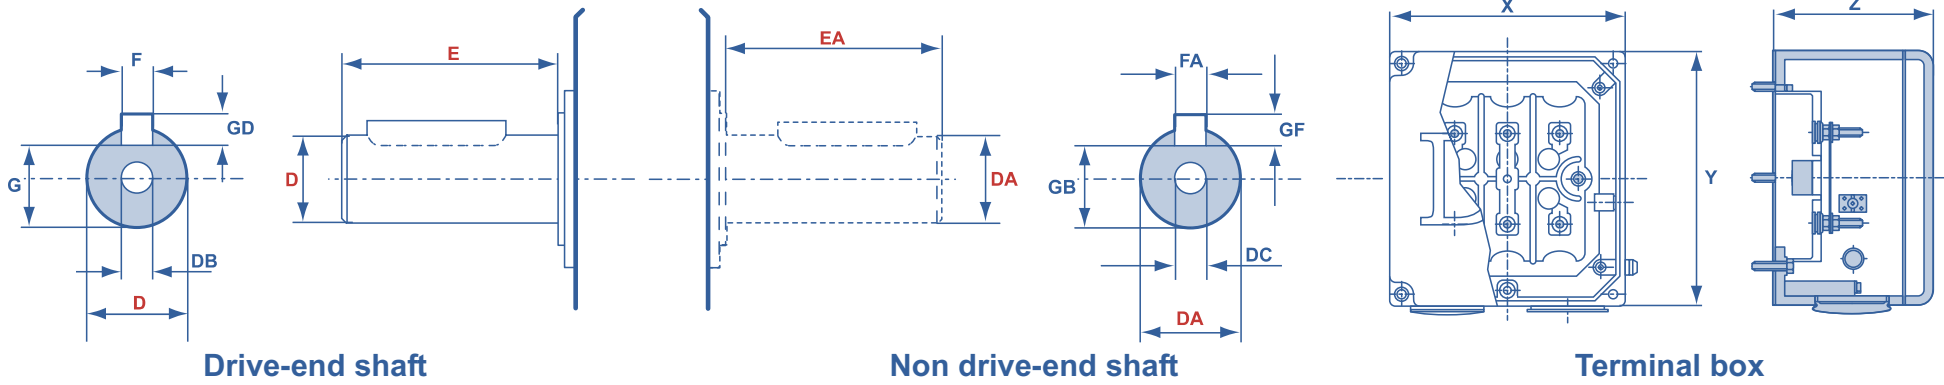 F
GD
G
DB
D
E
D
EA
DA
FA
GF
GB
DC
DA
X
Y
Z
Drive-end shaft
Non drive-end shaft
Terminal box